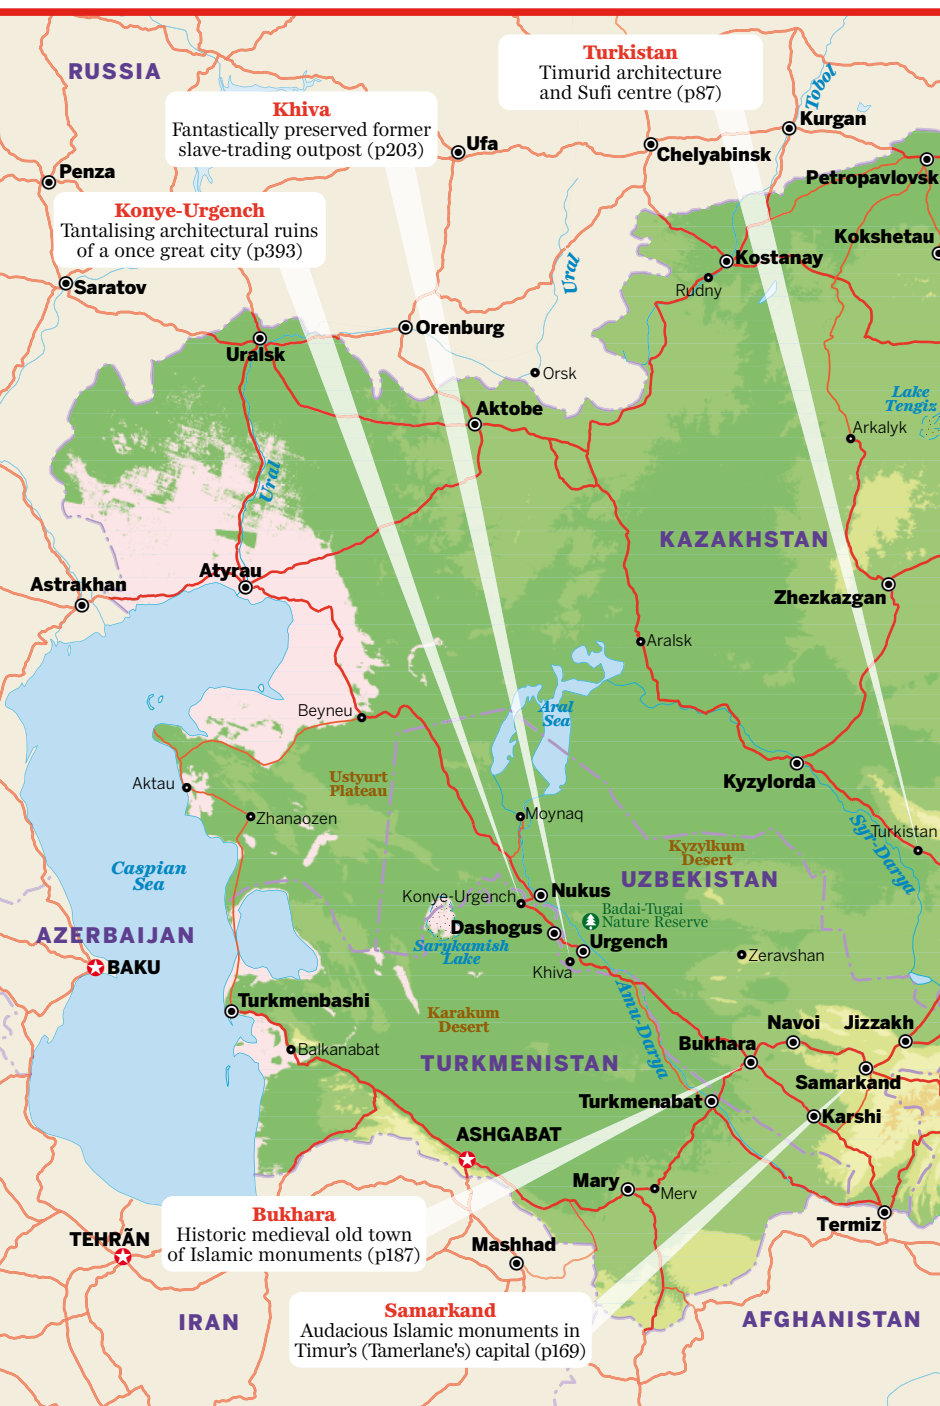 RUSSIA
Turkistan
Timurid architecture
and Sufi centre (p87)
Tobol
Khiva
Fantastically preserved former
slave-trading outpost (p203)
Kurgan
Ufa
Chelyabinsk
Penza
Petropavlovsk
Konye-Urgench
Tantalising architectural ruins
of a once great city (p393)
Kokshetau
Kostanay
Ural
Rudny
Saratov
Orenburg
Uralsk
Orsk
Lake
Tengiz
Aktobe
Arkalyk
Ural
KAZAKHSTAN
Atyrau
Astrakhan
Zhezkazgan
Aralsk
Beyneu
Aral
Sea
Ustyurt
Plateau
Aktau
Kyzylorda
Moynaq
Zhanaozen
Syr-Darya
Turkistan
Kyzylkum
Desert
Caspian
Sea
UZBEKISTAN
Konye-Urgench
Nukus
Badai-Tugai
Nature Reserve
Dashogus
AZERBAIJAN
Sarykamish
Lake
Urgench
BAKU
Khiva
Zeravshan
Turkmenbashi
Amu-Darya
Karakum
Desert
Navoi
Jizzakh
Bukhara
Balkanabat
TURKMENISTAN
Samarkand
Turkmenabat
Karshi
ASHGABAT
Mary
Merv
Bukhara
Historic medieval old town
of Islamic monuments (p187)
Termiz
TEHRÃN
Mashhad
Samarkand
Audacious Islamic monuments in
Timur's (Tamerlane's) capital (p169)
IRAN
AFGHANISTAN